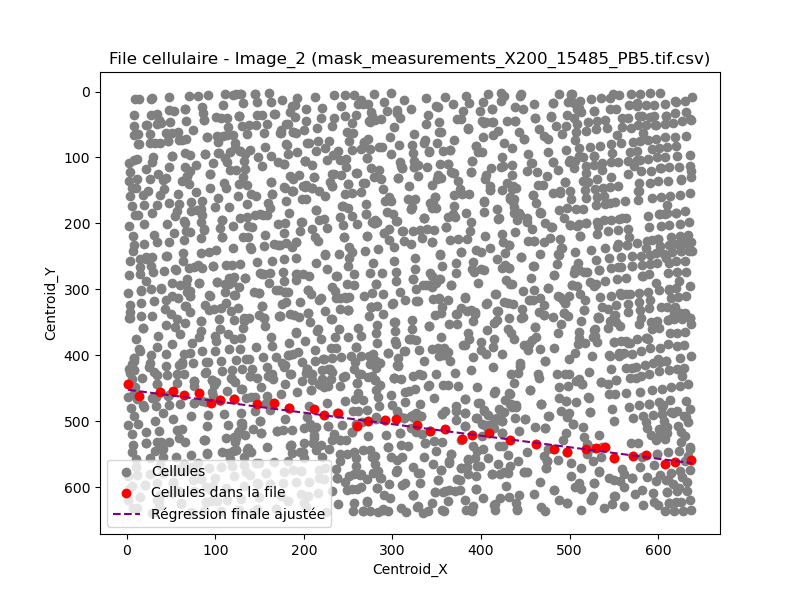 File cellulaire - Image_2 (mask_measurements_X200_15485_PB5.tif.csv)
Centroid_Y
0
100
200
300
400
500
600
Cellules
Cellules dans la file
Régression finale ajustée
0 100 200 300 400 500 600
Centroid_X